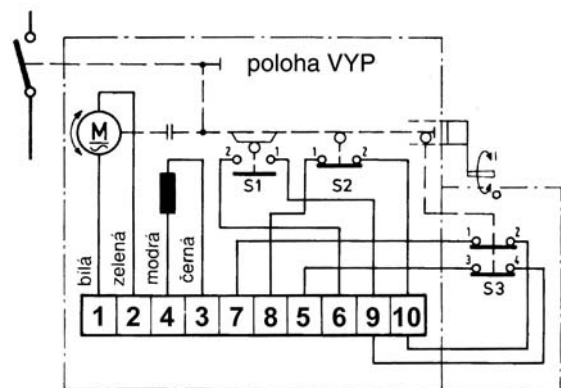 poloha VYP
M
2 1
S1
1 2
S2
I
bílá
zelená
modrá
černá
1 2
3 4
S3
1 2 4 3 7 8 5 6 9 10